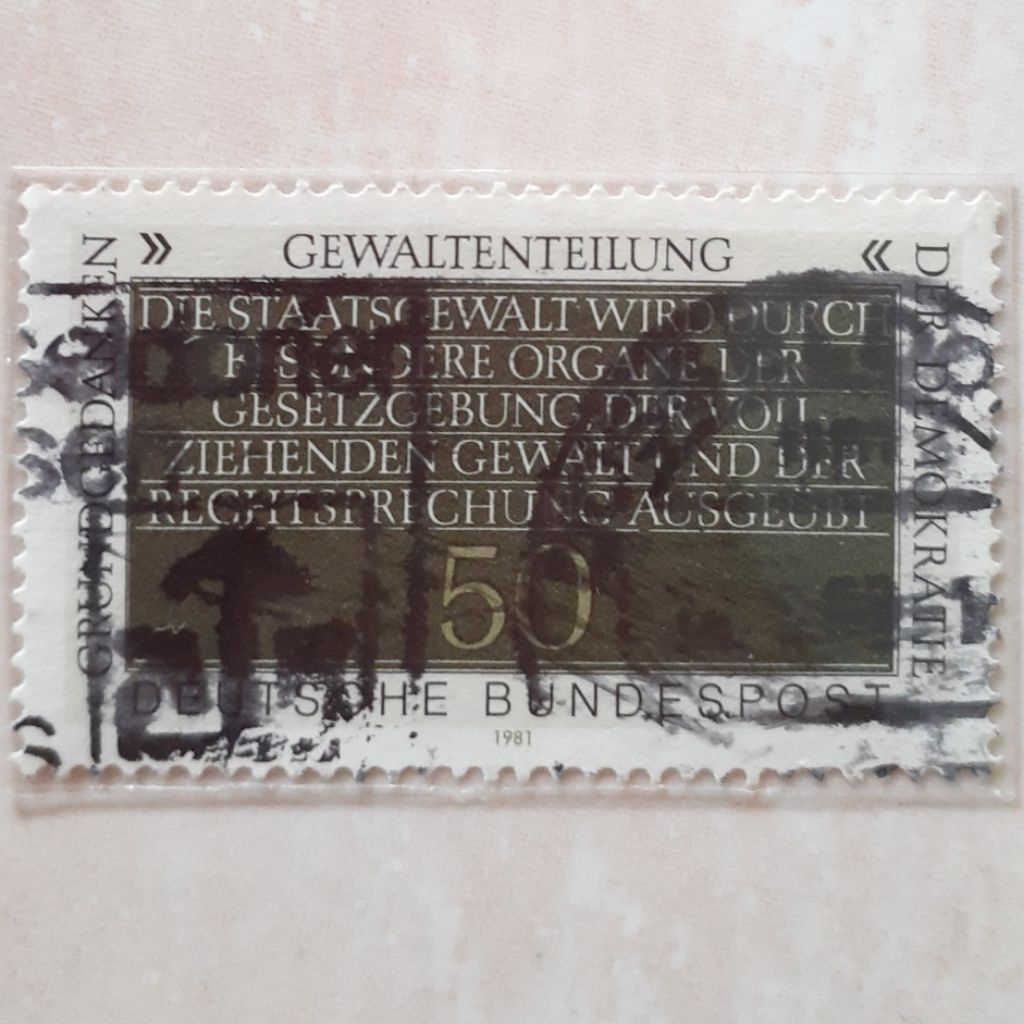 » GEWALTENTEILUNG «
GRUNDGEDANKEN
DER DEMOKRATIE
DIE STAATSGEWALT WIRD DURCH
BESONDERE ORGANE DER
GESETZGEBUNG, DER VOLL-
ZIEHENDEN GEWALT UND DER
RECHTSPRECHUNG AUSGEÜBT
50
DEUTSCHE BUNDESPOST
1981